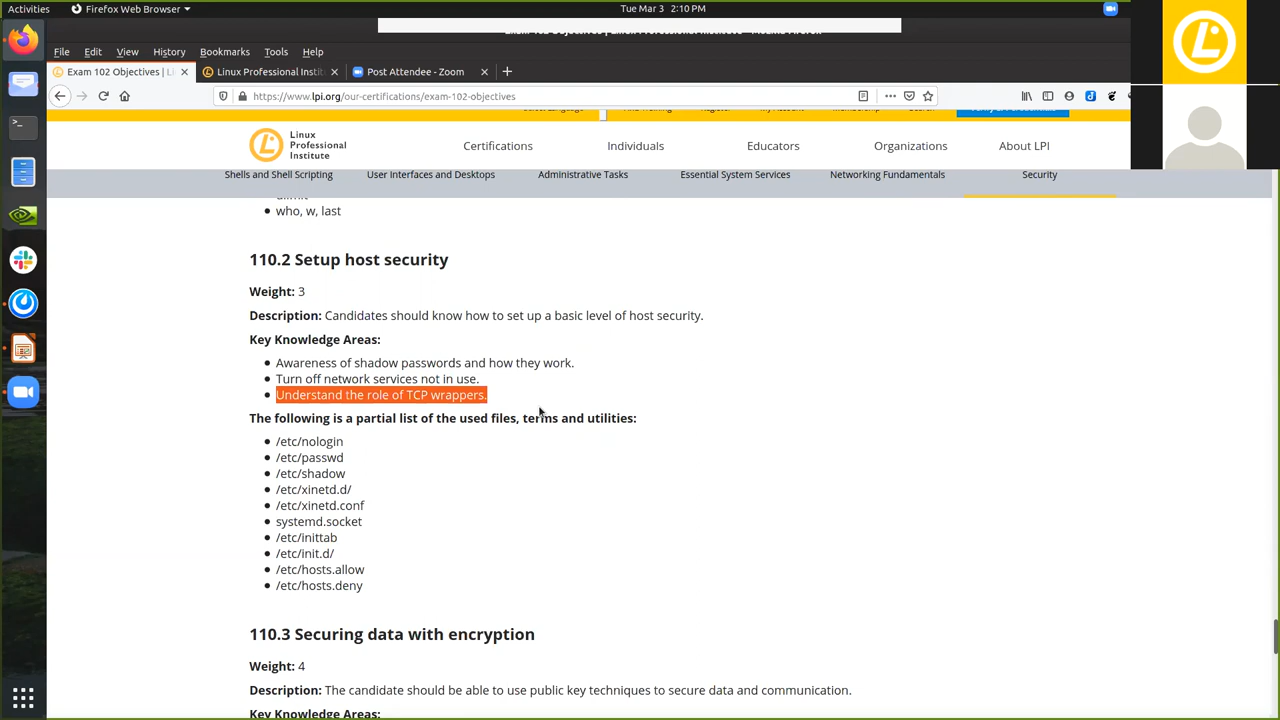 Activities
Firefox Web Browser
Tue Mar 3 2:10 PM
File Edit View History Bookmarks Tools Help
Exam 102 Objectives | Li
Linux Professional Instit
Post Attendee - Zoom
https://www.lpi.org/our-certifications/exam-102-objectives
Linux
Professional
Institute
Certifications
Individuals
Educators
Organizations
About LPI
Shells and Shell Scripting
User Interfaces and Desktops
Administrative Tasks
Essential System Services
Networking Fundamentals
Security
who, w, last
110.2 Setup host security
Weight: 3
Description: Candidates should know how to set up a basic level of host security.
Key Knowledge Areas:
Awareness of shadow passwords and how they work.
Turn off network services not in use.
Understand the role of TCP wrappers.
The following is a partial list of the used files, terms and utilities:
/etc/nologin
/etc/passwd
/etc/shadow
/etc/xinetd.d/
/etc/xinetd.conf
systemd.socket
/etc/inittab
/etc/init.d/
/etc/hosts.allow
/etc/hosts.deny
110.3 Securing data with encryption
Weight: 4
Description: The candidate should be able to use public key techniques to secure data and communication.
Key Knowledge Areas: